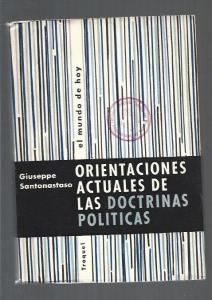 el mundo de hoy
Giuseppe
Santonastaso
ORIENTACIONES
ACTUALES DE
LAS DOCTRINAS
POLITICAS
Troquel